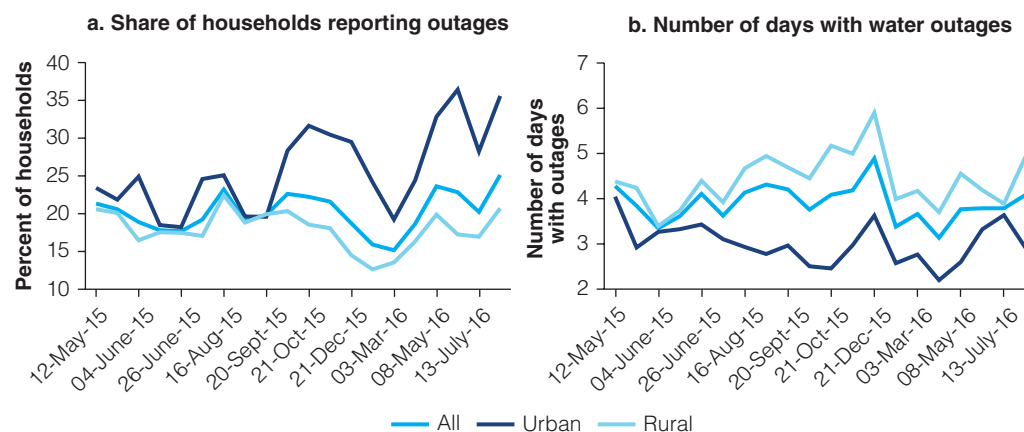 a. Share of households reporting outages
Percent of households
40
35
30
25
20
15
10
12-May-15
04-June-15
26-June-15
16-Aug-15
20-Sept-15
21-Oct-15
21-Dec-15
03-Mar-16
08-May-16
13-July-16
b. Number of days with water outages
Number of days
with outages
7
6
5
4
3
2
12-May-15
04-June-15
26-June-15
16-Aug-15
20-Sept-15
21-Oct-15
21-Dec-15
03-Mar-16
08-May-16
13-July-16
All Urban Rural